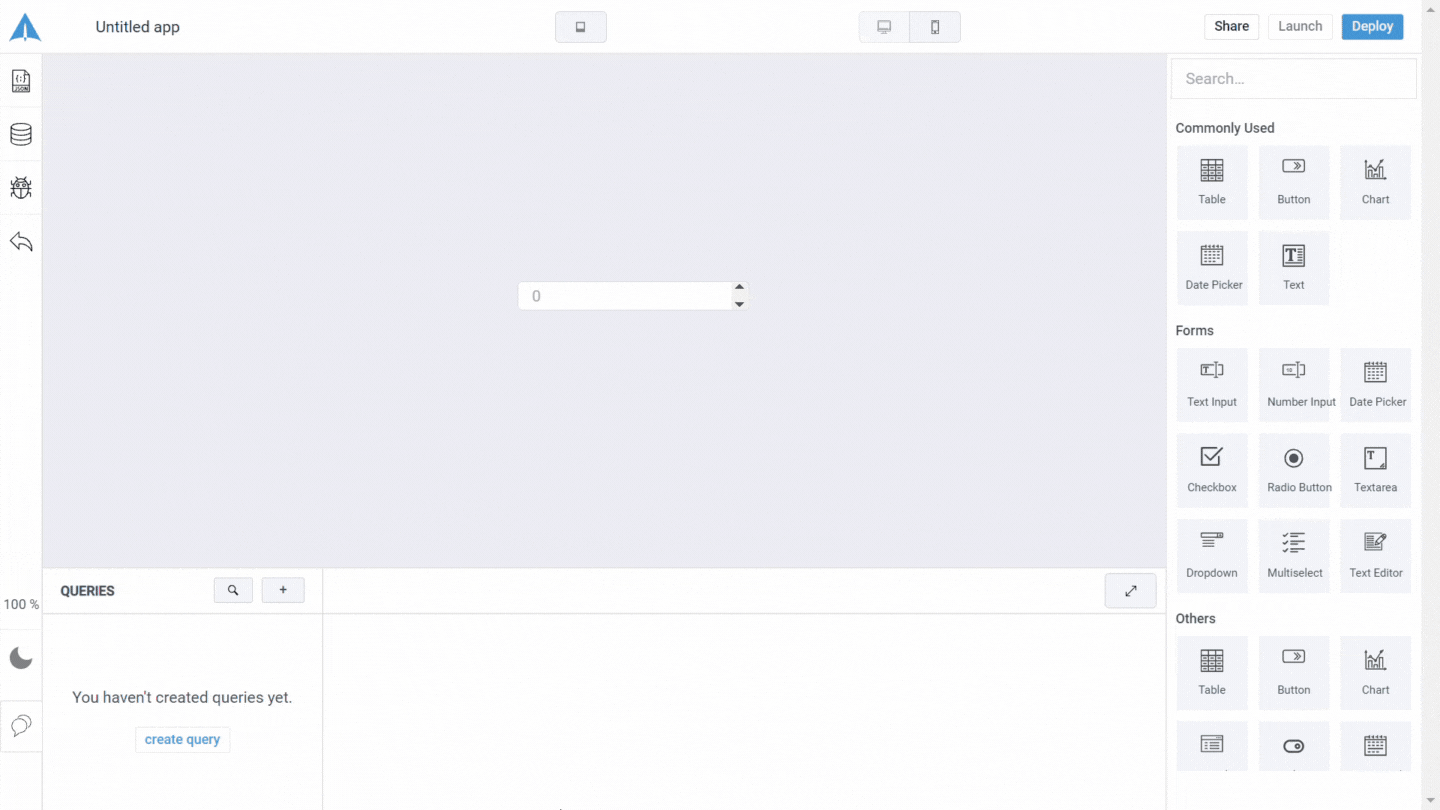 Untitled app
Share
Launch
Deploy
{;}
JSON
Search...
Commonly Used
Table
Button
Chart
Date Picker
Text
0
Forms
Text Input
Number Input
Date Picker
Checkbox
Radio Button
Textarea
Dropdown
Multiselect
Text Editor
QUERIES
+
100 %
Others
Table
Button
Chart
You haven't created queries yet.
create query